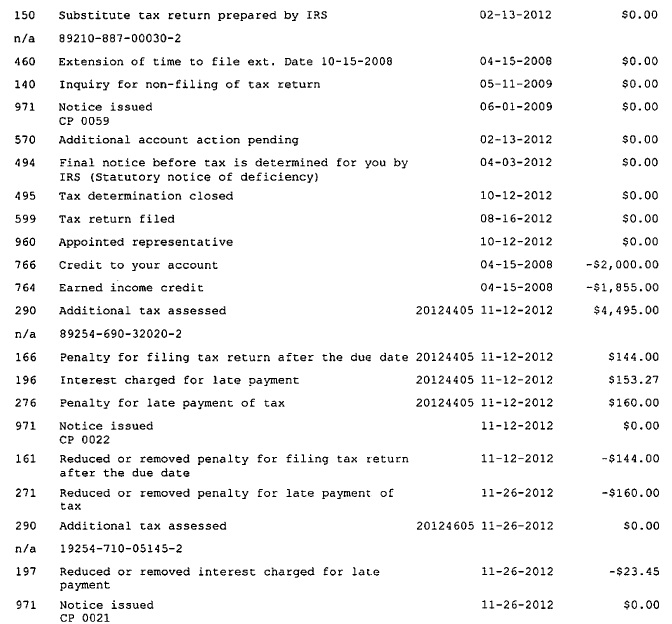 150 Substitute tax return prepared by IRS 02-13-2012 $0.00
n/a 89210-887-00030-2
460 Extension of time to file ext. Date 10-15-2008 04-15-2008 $0.00
140 Inquiry for non-filing of tax return 05-11-2009 $0.00
971 Notice issued 06-01-2009 $0.00
CP 0059
570 Additional account action pending 02-13-2012 $0.00
494 Final notice before tax is determined for you by 04-03-2012 $0.00
IRS (Statutory notice of deficiency)
495 Tax determination closed 10-12-2012 $0.00
599 Tax return filed 08-16-2012 $0.00
960 Appointed representative 10-12-2012 $0.00
766 Credit to your account 04-15-2008 -$2,000.00
764 Earned income credit 04-15-2008 -$1,855.00
290 Additional tax assessed 20124405 11-12-2012 $4,495.00
n/a 89254-690-32020-2
166 Penalty for filing tax return after the due date 20124405 11-12-2012 $144.00
196 Interest charged for late payment 20124405 11-12-2012 $153.27
276 Penalty for late payment of tax 20124405 11-12-2012 $160.00
971 Notice issued 11-12-2012 $0.00
CP 0022
161 Reduced or removed penalty for filing tax return 11-12-2012 -$144.00
after the due date
271 Reduced or removed penalty for late payment of 11-26-2012 -$160.00
tax
290 Additional tax assessed 20124605 11-26-2012 $0.00
n/a 19254-710-05145-2
197 Reduced or removed interest charged for late 11-26-2012 -$23.45
payment
971 Notice issued 11-26-2012 $0.00
CP 0021